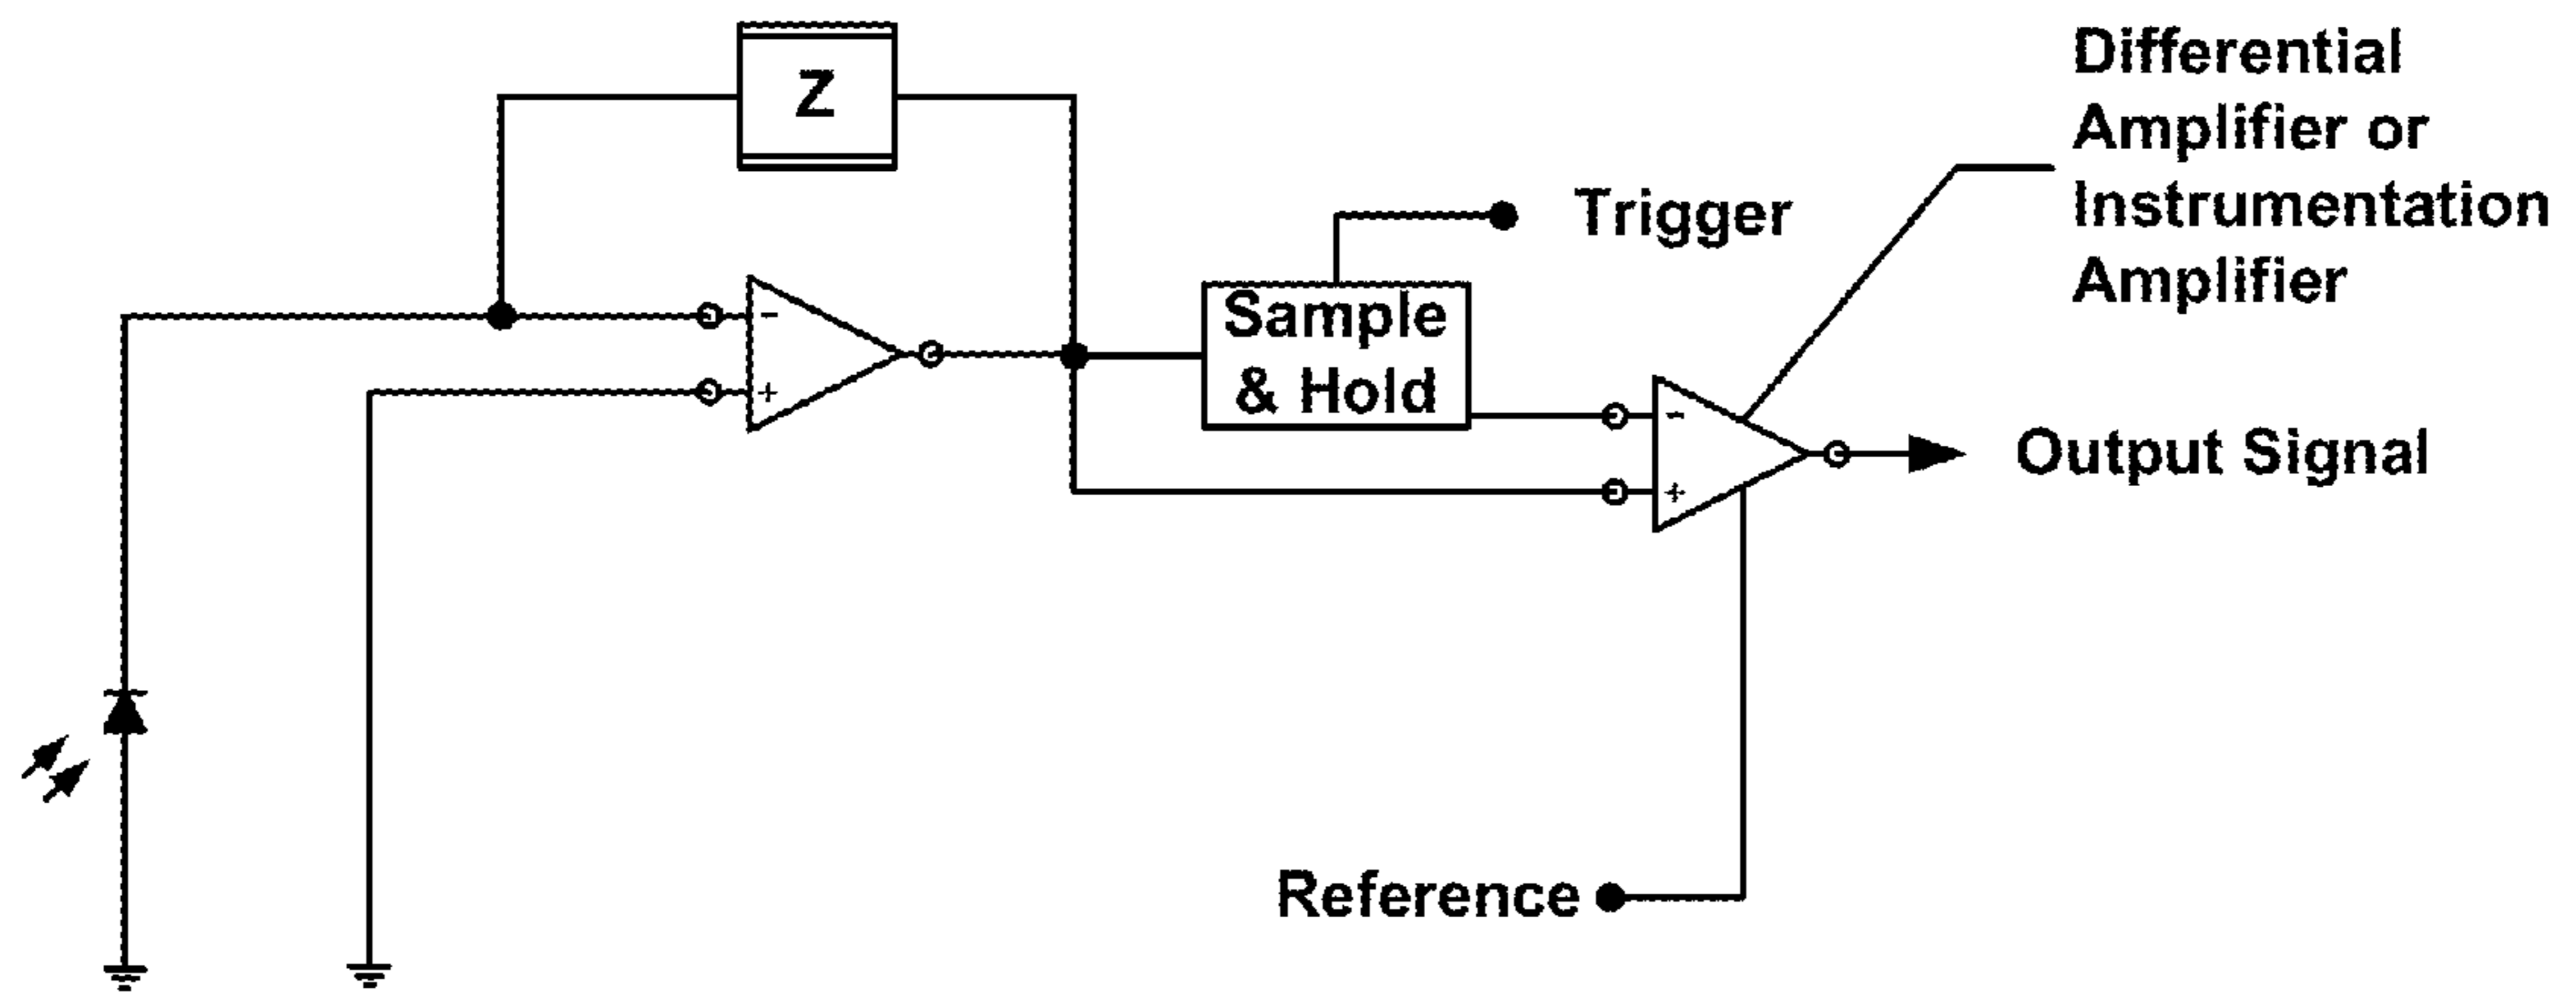 Z
Differential
Amplifier or
Instrumentation
Amplifier
Trigger
Sample
& Hold
-
+
-
+
Output Signal
Reference